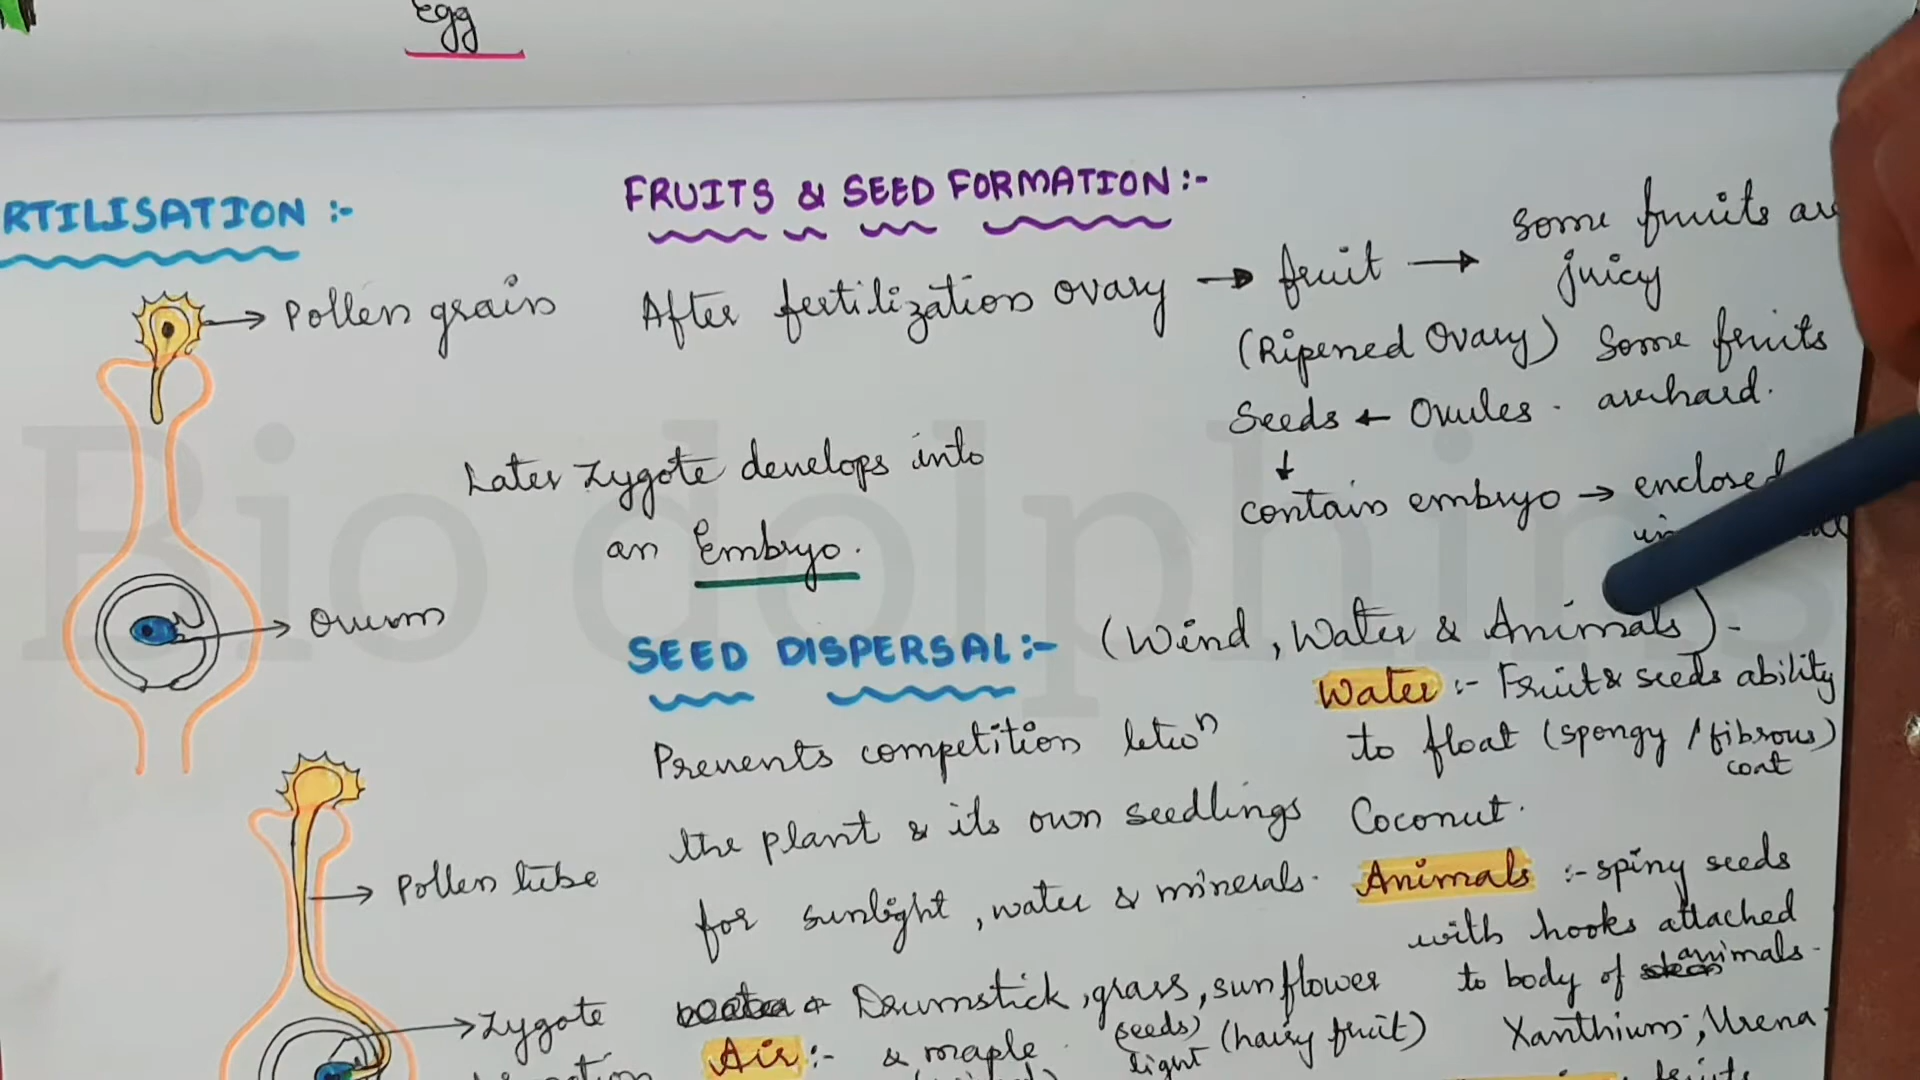 egg
RTILISATION :-
Pollen grain
Ovum
Pollen tube
Zygote
FRUITS & SEED FORMATION :-
After fertilization ovary → fruit → Some fruits are
juicy
(Ripened Ovary) Some fruits
Seeds ← Ovules . are hard.
↓
contain embryo → enclosed
Later zygote develops into
an Embryo.
SEED DISPERSAL :- (Wind, Water & Animals) -
Prevents competition betwn
the plant & its own seedlings
for sunlight, water & minerals.
Drumstick, grass, sunflower
Air :- & maple seeds) (hairy fruit)
light
Water :- Fruit & seeds ability
to float (spongy / fibrous)
coat
Coconut.
Animals :- spiny seeds
with hooks attached
to body of animals.
Xanthium, Urena
Bio dolphins